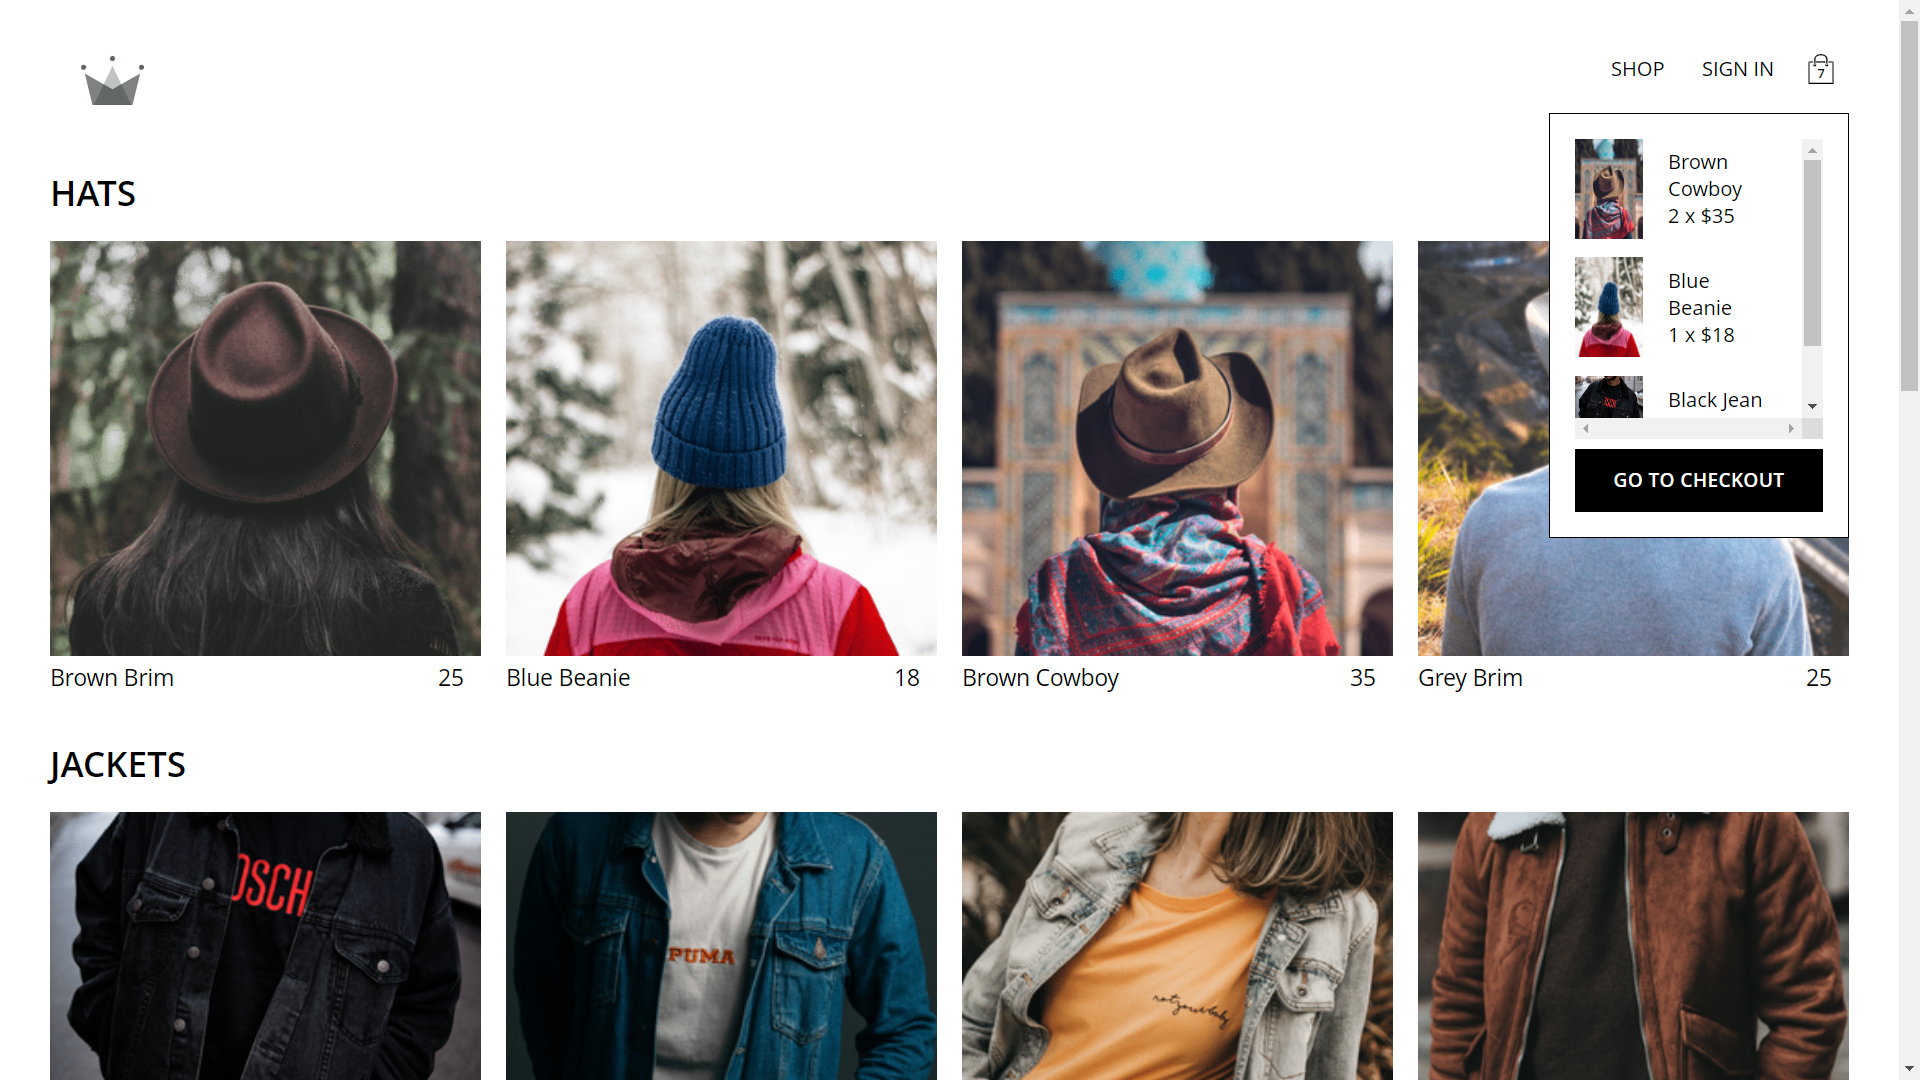 SHOP
SIGN IN
7
HATS
Brown
Cowboy
2 x $35
Blue
Beanie
1 x $18
Black Jean
GO TO CHECKOUT
Brown Brim
25
Blue Beanie
18
Brown Cowboy
35
Grey Brim
25
JACKETS
OSCH
PUMA
notyourbaby